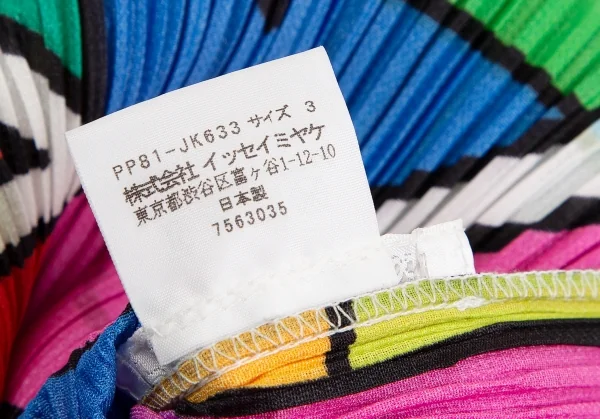 PP81-JK633 サイズ 3
株式会社 イッセイミヤケ
東京都渋谷区富ヶ谷1-12-10
日本製
7563035